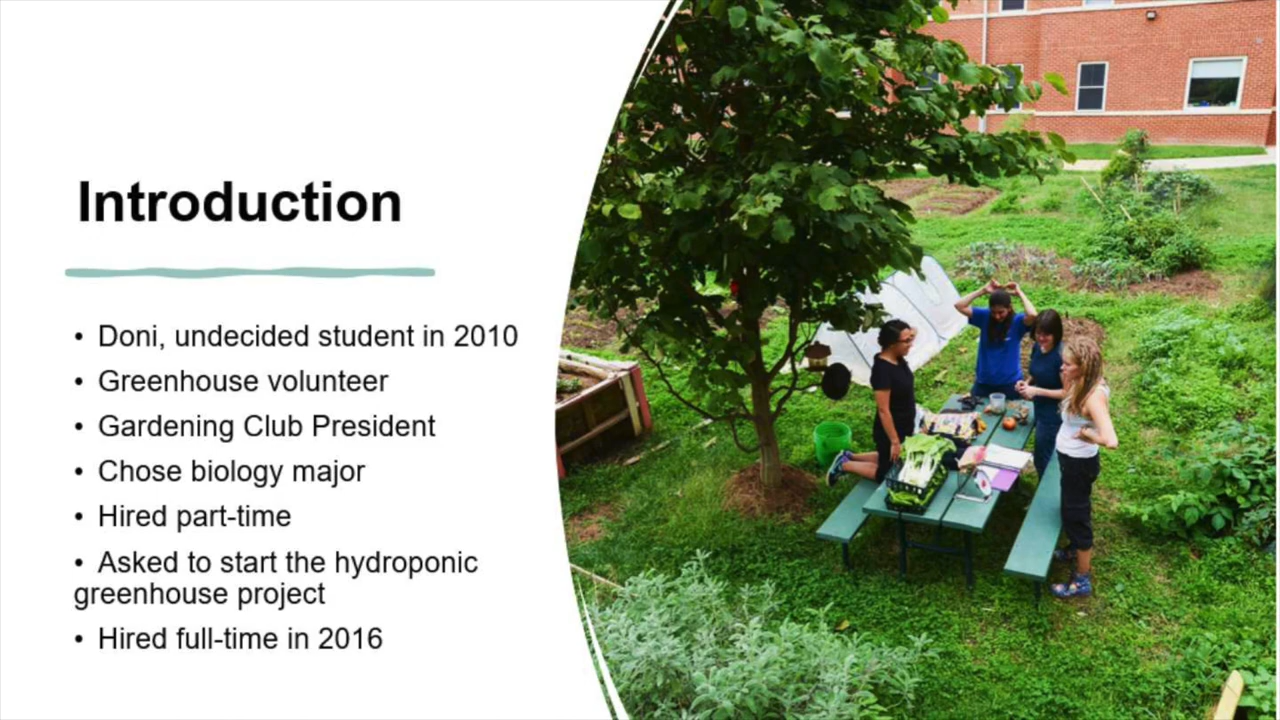 Introduction
• Doni, undecided student in 2010
• Greenhouse volunteer
• Gardening Club President
• Chose biology major
• Hired part-time
• Asked to start the hydroponic
greenhouse project
• Hired full-time in 2016